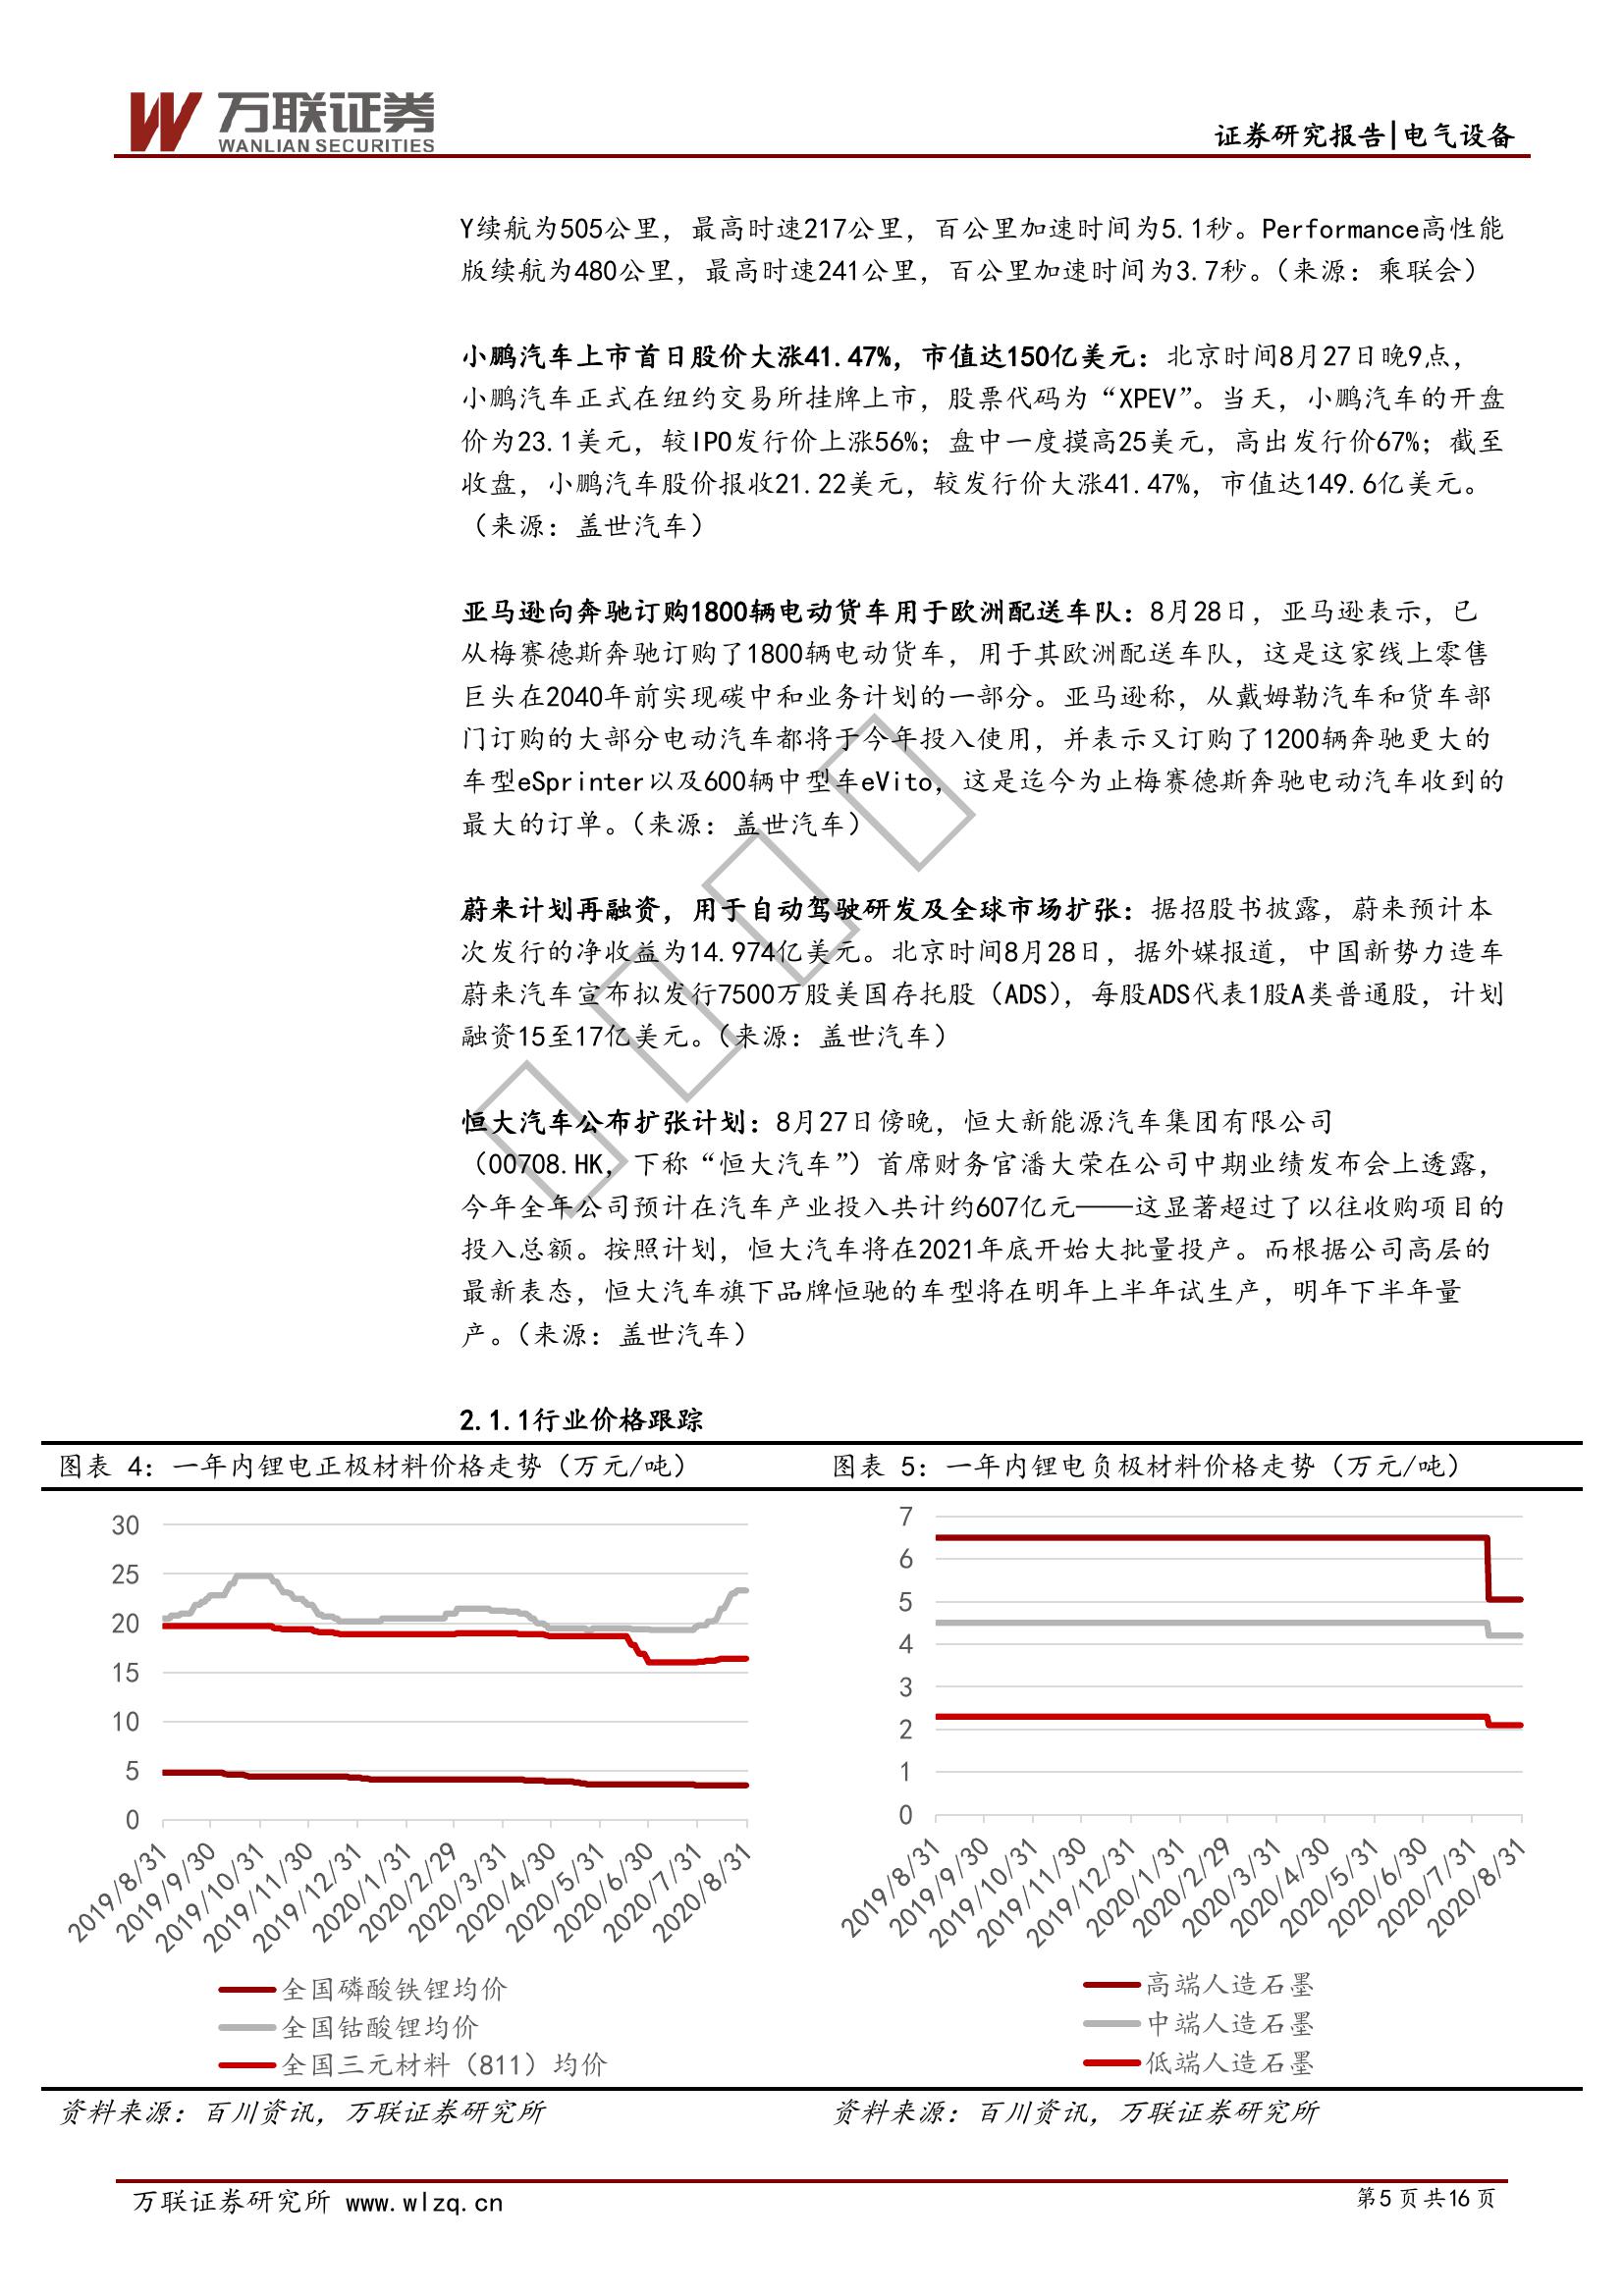 万联证券
WANLIAN SECURITIES
证券研究报告|电气设备
Y续航为505公里，最高时速217公里，百公里加速时间为5.1秒。Performance高性能
版续航为480公里，最高时速241公里，百公里加速时间为3.7秒。（来源：乘联会）
小鹏汽车上市首日股价大涨41.47%，市值达150亿美元：北京时间8月27日晚9点，
小鹏汽车正式在纽约交易所挂牌上市，股票代码为“XPEV”。当天，小鹏汽车的开盘
价为23.1美元，较IPO发行价上涨56%；盘中一度摸高25美元，高出发行价67%；截至
收盘，小鹏汽车股价报收21.22美元，较发行价大涨41.47%，市值达149.6亿美元。
（来源：盖世汽车）
亚马逊向奔驰订购1800辆电动货车用于欧洲配送车队：8月28日，亚马逊表示，已
从梅赛德斯奔驰订购了1800辆电动货车，用于其欧洲配送车队，这是这家线上零售
巨头在2040年前实现碳中和业务计划的一部分。亚马逊称，从戴姆勒汽车和货车部
门订购的大部分电动汽车都将于今年投入使用，并表示又订购了1200辆奔驰更大的
车型eSprinter以及600辆中型车eVito，这是迄今为止梅赛德斯奔驰电动汽车收到的
最大的订单。（来源：盖世汽车）
蔚来计划再融资，用于自动驾驶研发及全球市场扩张：据招股书披露，蔚来预计本
次发行的净收益为14.974亿美元。北京时间8月28日，据外媒报道，中国新势力造车
蔚来汽车宣布拟发行7500万股美国存托股（ADS），每股ADS代表1股A类普通股，计划
融资15至17亿美元。（来源：盖世汽车）
恒大汽车公布扩张计划：8月27日傍晚，恒大新能源汽车集团有限公司
（00708.HK，下称“恒大汽车”）首席财务官潘大荣在公司中期业绩发布会上透露，
今年全年公司预计在汽车产业投入共计约607亿元——这显著超过了以往收购项目的
投入总额。按照计划，恒大汽车将在2021年底开始大批量投产。而根据公司高层的
最新表态，恒大汽车旗下品牌恒驰的车型将在明年上半年试生产，明年下半年量
产。（来源：盖世汽车）
2.1.1行业价格跟踪
图表 4：一年内锂电正极材料价格走势（万元/吨）
30
25
20
15
10
5
0
2019/8/31
2019/9/30
2019/10/31
2019/11/30
2019/12/31
2020/1/31
2020/2/29
2020/3/31
2020/4/30
2020/5/31
2020/6/30
2020/7/31
2020/8/31
全国磷酸铁锂均价
全国钴酸锂均价
全国三元材料（811）均价
资料来源：百川资讯，万联证券研究所
图表 5：一年内锂电负极材料价格走势（万元/吨）
7
6
5
4
3
2
1
0
2019/8/31
2019/9/30
2019/10/31
2019/11/30
2019/12/31
2020/1/31
2020/2/29
2020/3/31
2020/4/30
2020/5/31
2020/6/30
2020/7/31
2020/8/31
高端人造石墨
中端人造石墨
低端人造石墨
资料来源：百川资讯，万联证券研究所
万联证券研究所 www.wlzq.cn
第5页共16页